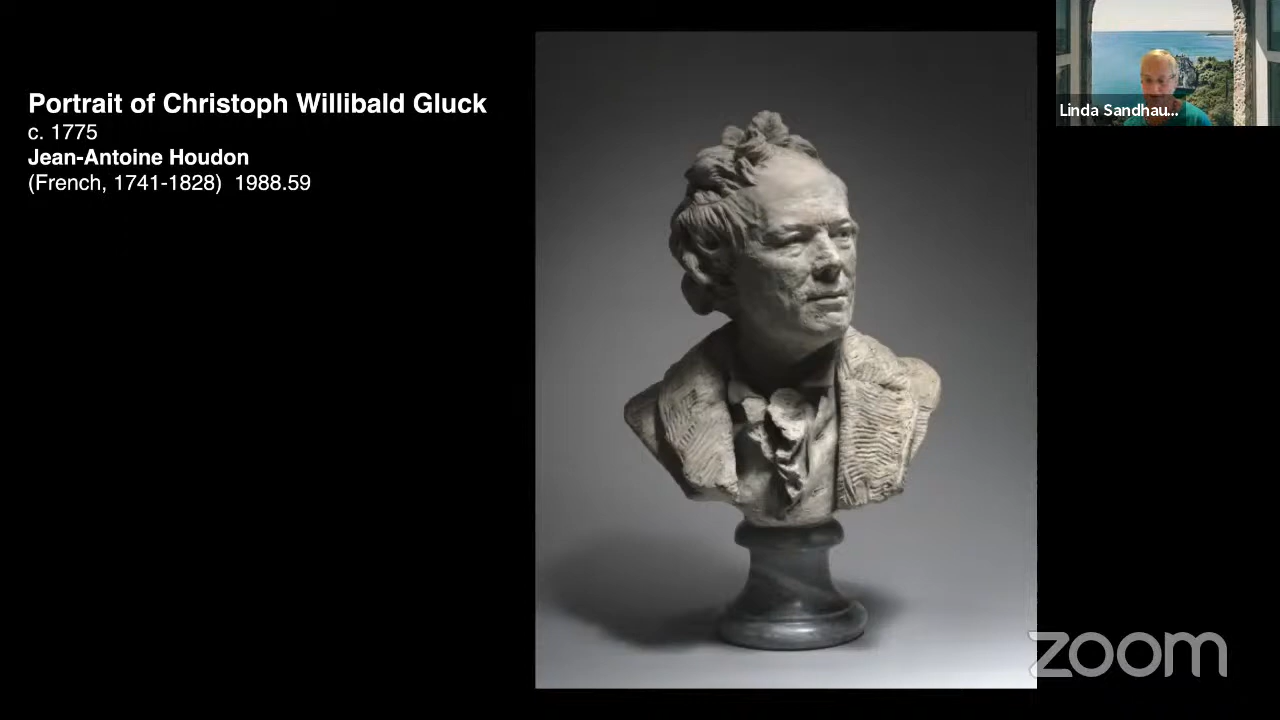 Portrait of Christoph Willibald Gluck
c. 1775
Jean-Antoine Houdon
(French, 1741-1828) 1988.59
Linda Sandhau...
zoom